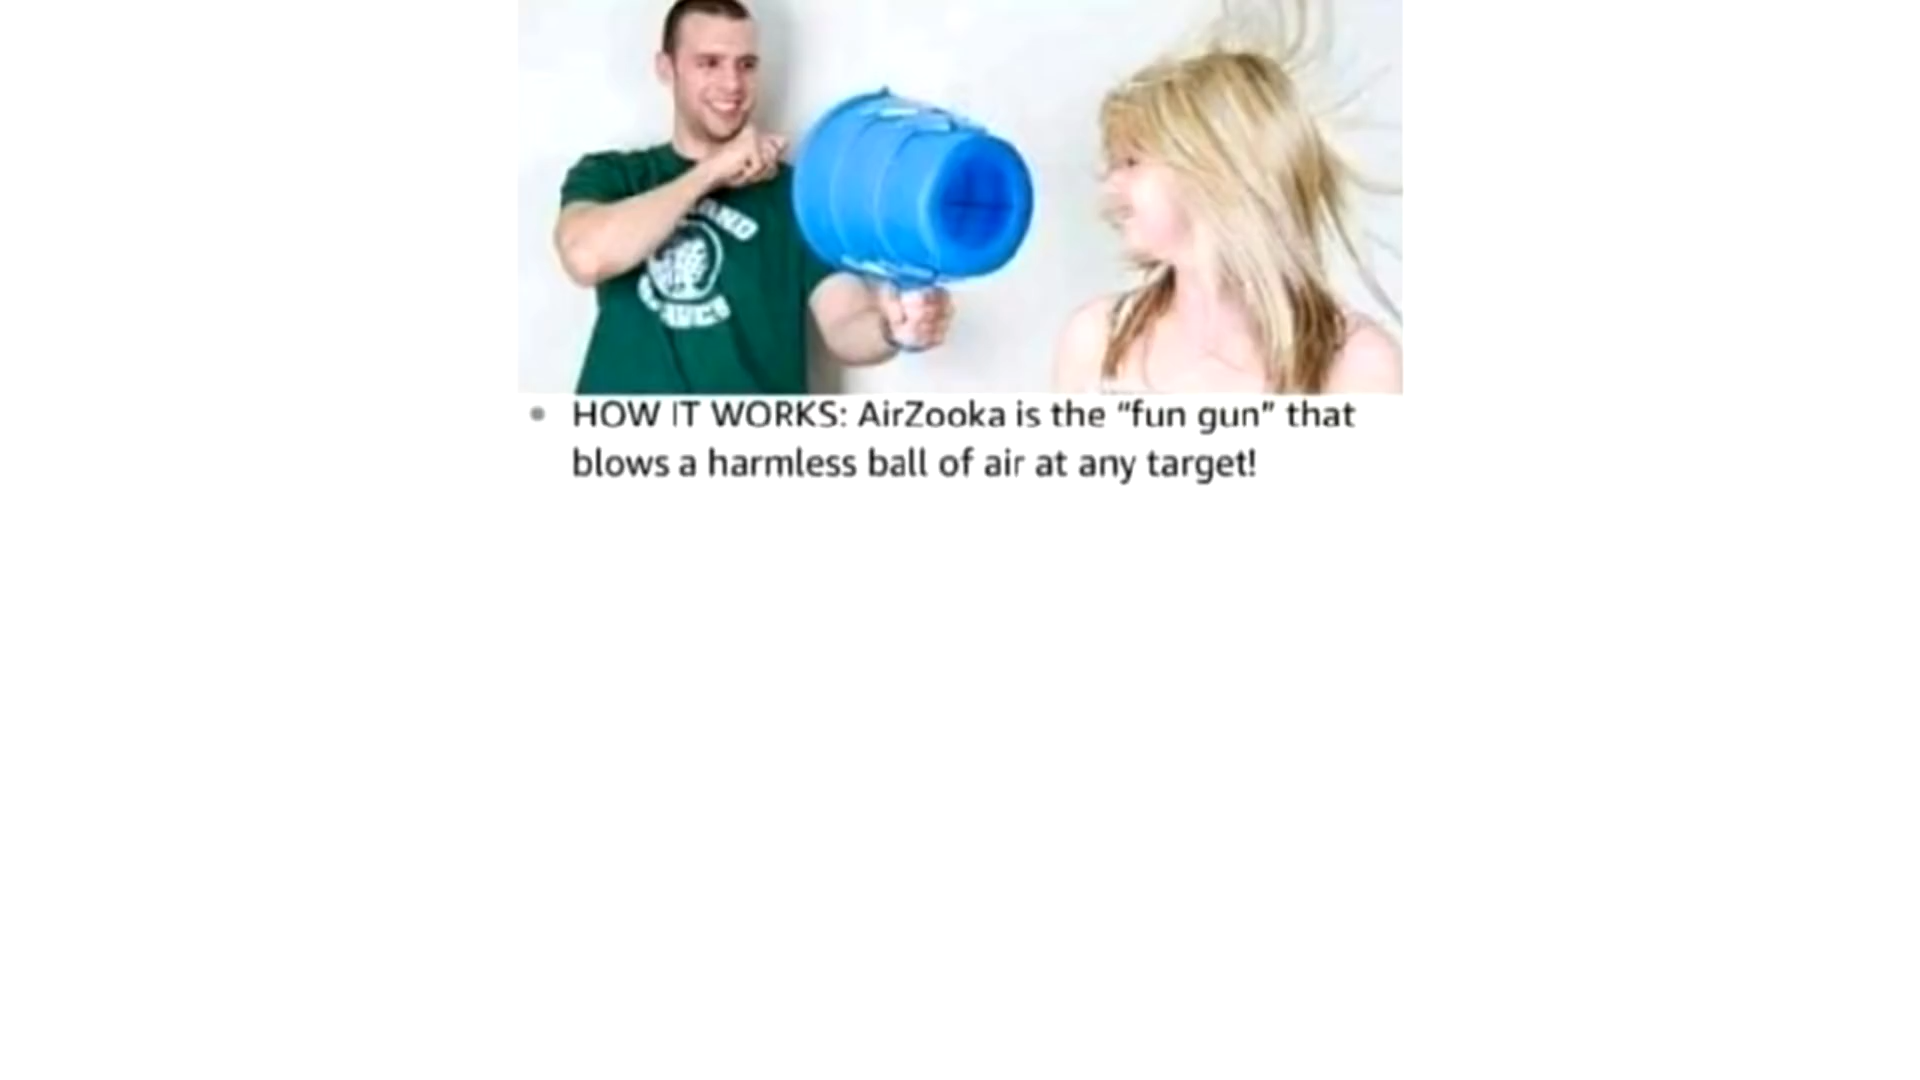 HOW IT WORKS: AirZooka is the “fun gun” that
blows a harmless ball of air at any target!